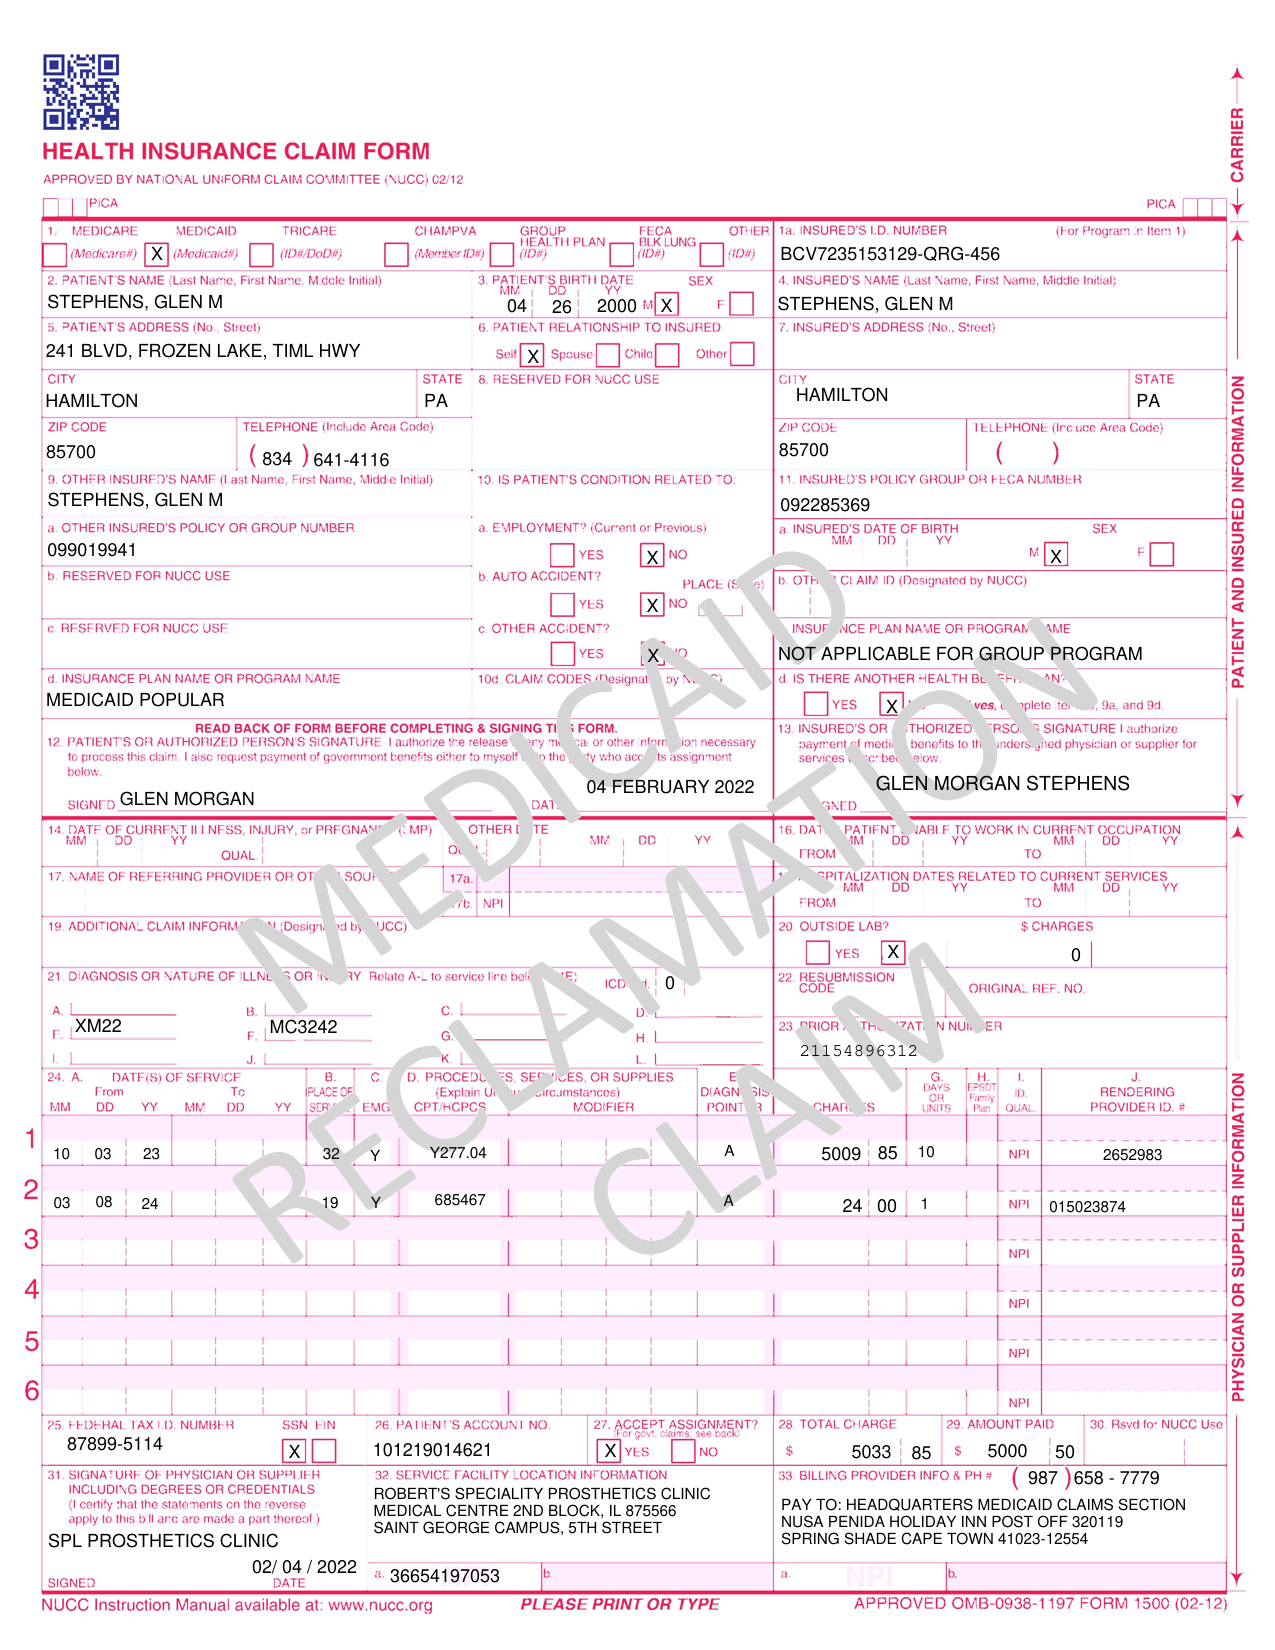 HEALTH INSURANCE CLAIM FORM
APPROVED BY NATIONAL UNIFORM CLAIM COMMITTEE (NUCC) 02/12
PICA
PICA
CARRIER
1. MEDICARE MEDICAID TRICARE CHAMPVA GROUP HEALTH PLAN FECA BLK LUNG OTHER
(Medicare#) X (Medicaid#) (ID#/DoD#) (Member ID#) (ID#) (ID#) (ID#)
1a. INSURED'S I.D. NUMBER (For Program in Item 1)
BCV7235153129-QRG-456
2. PATIENT'S NAME (Last Name, First Name, Middle Initial)
STEPHENS, GLEN M
3. PATIENT'S BIRTH DATE SEX
MM DD YY
04 26 2000 M X F
4. INSURED'S NAME (Last Name, First Name, Middle Initial)
STEPHENS, GLEN M
5. PATIENT'S ADDRESS (No., Street)
241 BLVD, FROZEN LAKE, TIML HWY
6. PATIENT RELATIONSHIP TO INSURED
Self X Spouse Child Other
7. INSURED'S ADDRESS (No., Street)
CITY STATE
HAMILTON PA
8. RESERVED FOR NUCC USE
CITY STATE
HAMILTON PA
ZIP CODE TELEPHONE (Include Area Code)
85700 ( 834 ) 641-4116
ZIP CODE TELEPHONE (Include Area Code)
85700 ( )
9. OTHER INSURED'S NAME (Last Name, First Name, Middle Initial)
STEPHENS, GLEN M
10. IS PATIENT'S CONDITION RELATED TO:
11. INSURED'S POLICY GROUP OR FECA NUMBER
092285369
a. OTHER INSURED'S POLICY OR GROUP NUMBER
099019941
a. EMPLOYMENT? (Current or Previous)
YES X NO
a. INSURED'S DATE OF BIRTH SEX
MM DD YY
M X F
b. RESERVED FOR NUCC USE
b. AUTO ACCIDENT? PLACE (State)
YES X NO
b. OTHER CLAIM ID (Designated by NUCC)
c. RESERVED FOR NUCC USE
c. OTHER ACCIDENT?
YES X NO
INSURANCE PLAN NAME OR PROGRAM NAME
NOT APPLICABLE FOR GROUP PROGRAM
d. INSURANCE PLAN NAME OR PROGRAM NAME
MEDICAID POPULAR
10d. CLAIM CODES (Designated by NUCC)
d. IS THERE ANOTHER HEALTH BENEFIT PLAN?
YES X yes, complete items 9, 9a, and 9d.
READ BACK OF FORM BEFORE COMPLETING & SIGNING THIS FORM.
12. PATIENT'S OR AUTHORIZED PERSON'S SIGNATURE I authorize the release of any medical or other information necessary
to process this claim. I also request payment of government benefits either to myself or to the party who accepts assignment
below.
SIGNED GLEN MORGAN DATE 04 FEBRUARY 2022
13. INSURED'S OR AUTHORIZED PERSON'S SIGNATURE I authorize
payment of medical benefits to the undersigned physician or supplier for
services described below.
GLEN MORGAN STEPHENS
SIGNED
PATIENT AND INSURED INFORMATION
14. DATE OF CURRENT ILLNESS, INJURY, or PREGNANCY (LMP)
MM DD YY QUAL.
OTHER DATE
QUAL. MM DD YY
16. DATES PATIENT UNABLE TO WORK IN CURRENT OCCUPATION
MM DD YY MM DD YY
FROM TO
17. NAME OF REFERRING PROVIDER OR OTHER SOURCE
17a.
17b. NPI
18. HOSPITALIZATION DATES RELATED TO CURRENT SERVICES
MM DD YY MM DD YY
FROM TO
19. ADDITIONAL CLAIM INFORMATION (Designated by NUCC)
20. OUTSIDE LAB? $ CHARGES
YES X 0
21. DIAGNOSIS OR NATURE OF ILLNESS OR INJURY Relate A-L to service line below (24E) ICD Ind. 0
A. B. C. D.
E. XM22 F. MC3242 G. H.
I. J. K. L.
22. RESUBMISSION CODE ORIGINAL REF. NO.
23. PRIOR AUTHORIZATION NUMBER
21154896312
24. A. DATE(S) OF SERVICE B. C. D. PROCEDURES, SERVICES, OR SUPPLIES E. G. H. I. J.
From To PLACE OF (Explain Unusual Circumstances) DIAGNOSIS DAYS OR EPSDT Family ID. RENDERING
MM DD YY MM DD YY SERVICE EMG CPT/HCPCS MODIFIER POINTER CHARGES UNITS Plan QUAL. PROVIDER ID. #
1 10 03 23 32 Y Y277.04 A 5009 85 10 NPI 2652983
2 03 08 24 19 Y 685467 A 24 00 1 NPI 015023874
3 NPI
4 NPI
5 NPI
6 NPI
25. FEDERAL TAX I.D. NUMBER SSN EIN
87899-5114 X
26. PATIENT'S ACCOUNT NO.
101219014621
27. ACCEPT ASSIGNMENT?
(For govt. claims, see back)
X YES NO
28. TOTAL CHARGE
$ 5033 85
29. AMOUNT PAID
$ 5000 50
30. Rsvd for NUCC Use
31. SIGNATURE OF PHYSICIAN OR SUPPLIER
INCLUDING DEGREES OR CREDENTIALS
(I certify that the statements on the reverse
apply to this bill and are made a part thereof.)
SPL PROSTHETICS CLINIC
02/ 04 / 2022
SIGNED DATE
32. SERVICE FACILITY LOCATION INFORMATION
ROBERT'S SPECIALITY PROSTHETICS CLINIC
MEDICAL CENTRE 2ND BLOCK, IL 875566
SAINT GEORGE CAMPUS, 5TH STREET
a. 36654197053 b.
33. BILLING PROVIDER INFO & PH # ( 987 ) 658 - 7779
PAY TO: HEADQUARTERS MEDICAID CLAIMS SECTION
NUSA PENIDA HOLIDAY INN POST OFF 320119
SPRING SHADE CAPE TOWN 41023-12554
a. NPI b.
PHYSICIAN OR SUPPLIER INFORMATION
NUCC Instruction Manual available at: www.nucc.org
PLEASE PRINT OR TYPE
APPROVED OMB-0938-1197 FORM 1500 (02-12)
MEDICAID
RECLAMATION
CLAIM